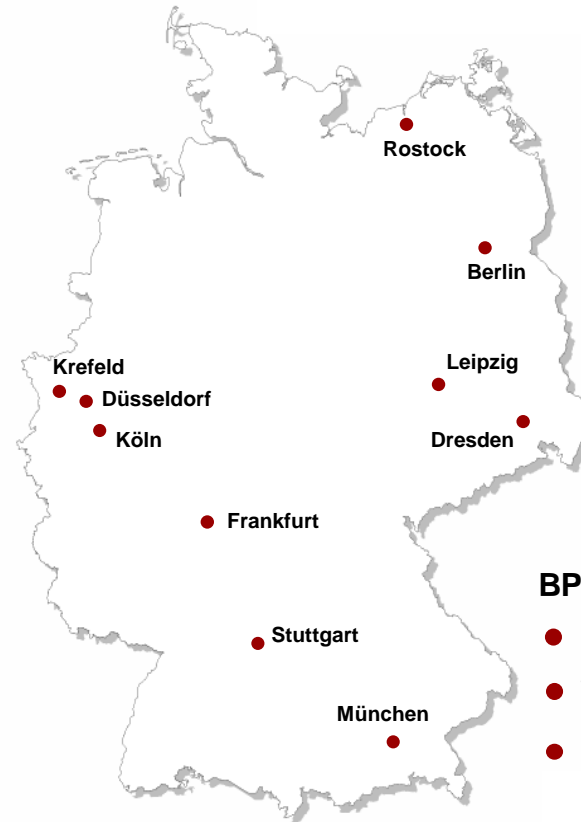 Rostock
Berlin
Krefeld
Leipzig
Düsseldorf
Köln
Dresden
Frankfurt
BP
Stuttgart
München